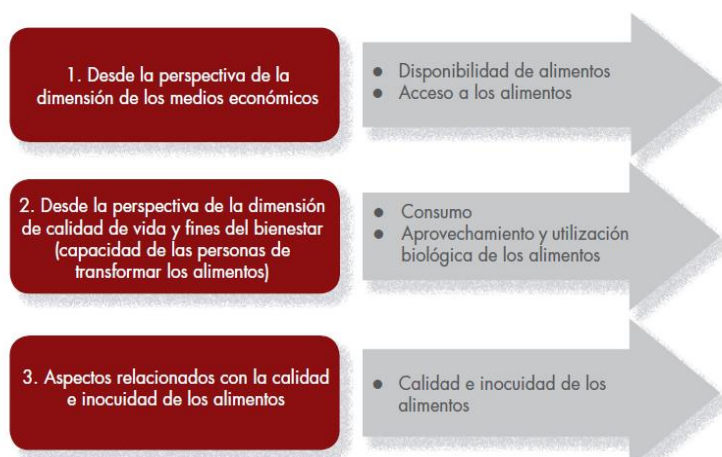 1. Desde la perspectiva de la
dimensión de los medios económicos
● Disponibilidad de alimentos
● Acceso a los alimentos
2. Desde la perspectiva de la dimensión
de calidad de vida y fines del bienestar
(capacidad de las personas de
transformar los alimentos)
● Consumo
● Aprovechamiento y utilización
biológica de los alimentos
3. Aspectos relacionados con la calidad
e inocuidad de los alimentos
● Calidad e inocuidad de los
alimentos